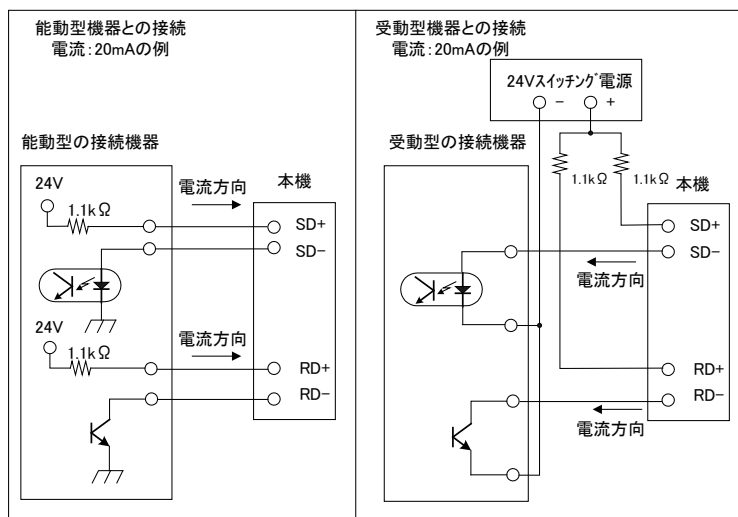 能動型機器との接続
電流:20mAの例
能動型の接続機器
24V
1.1kΩ
電流方向
本機
SD+
SD-
24V
1.1kΩ
電流方向
RD+
RD-
受動型機器との接続
電流:20mAの例
24Vスイッチング電源
- +
受動型の接続機器
1.1kΩ
1.1kΩ
本機
SD+
SD-
電流方向
RD+
RD-
電流方向